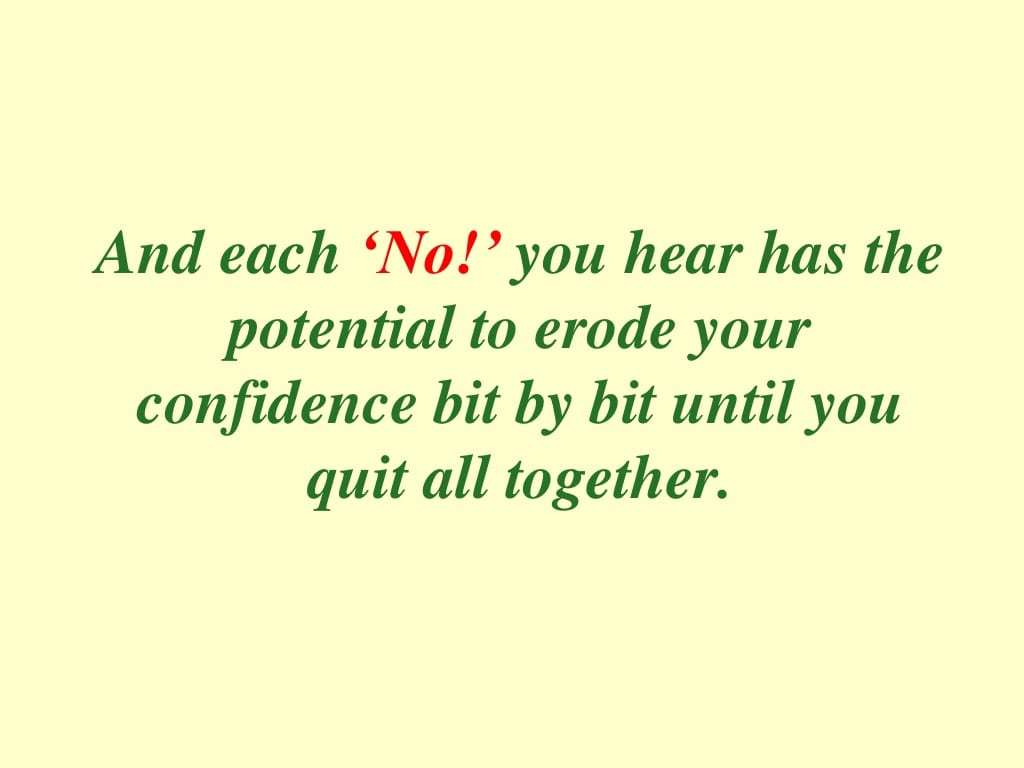 And each ‘No!’ you hear has the
potential to erode your
confidence bit by bit until you
quit all together.